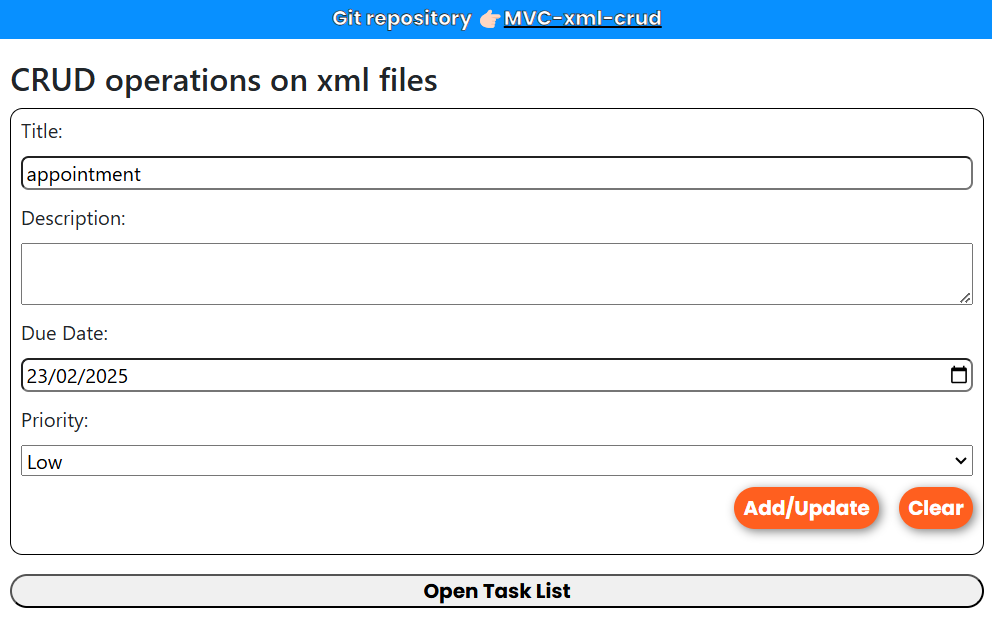 Git repository 👉MVC-xml-crud
CRUD operations on xml files
Title:
appointment
Description:
Due Date:
23/02/2025
Priority:
Low
Add/Update Clear
Open Task List